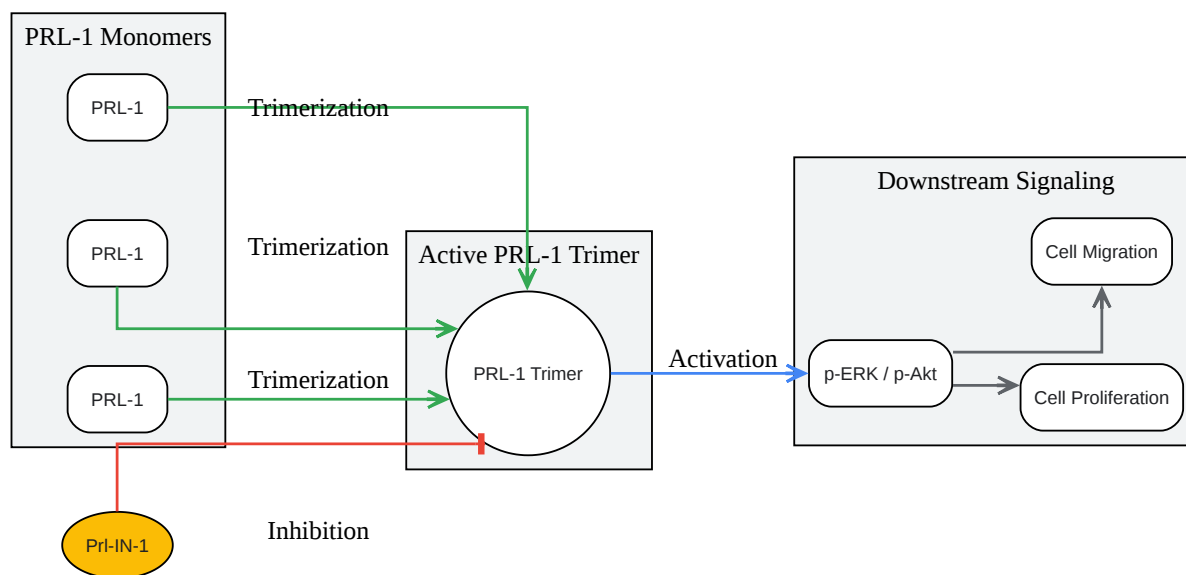 PRL-1 Monomers
PRL-1
Trimerization
PRL-1
Trimerization
PRL-1
Trimerization
Active PRL-1 Trimer
PRL-1 Trimer
Activation
Downstream Signaling
Cell Migration
p-ERK / p-Akt
Cell Proliferation
Prl-IN-1
Inhibition